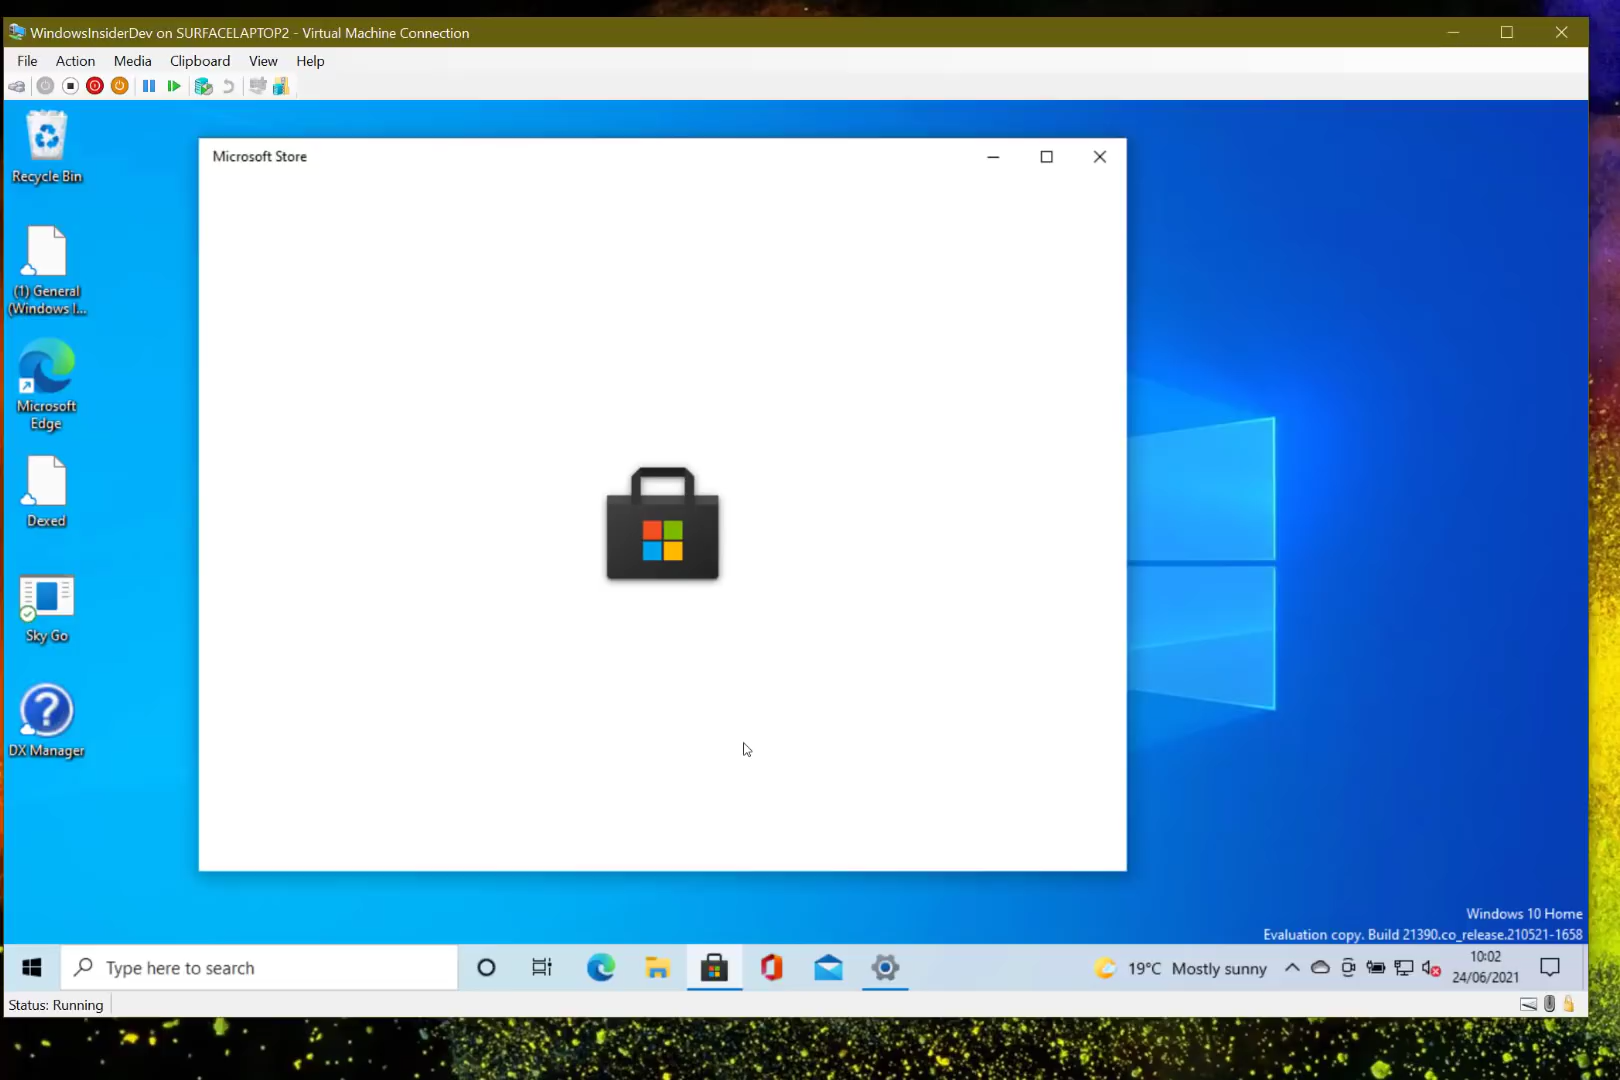 WindowsInsiderDev on SURFACELAPTOP2 - Virtual Machine Connection
File Action Media Clipboard View Help
Recycle Bin
(1) General
(Windows I...
Microsoft
Edge
Dexed
Sky Go
DX Manager
Microsoft Store
Windows 10 Home
Evaluation copy. Build 21390.co_release.210521-1658
Type here to search
19°C Mostly sunny
10:02
24/06/2021
Status: Running